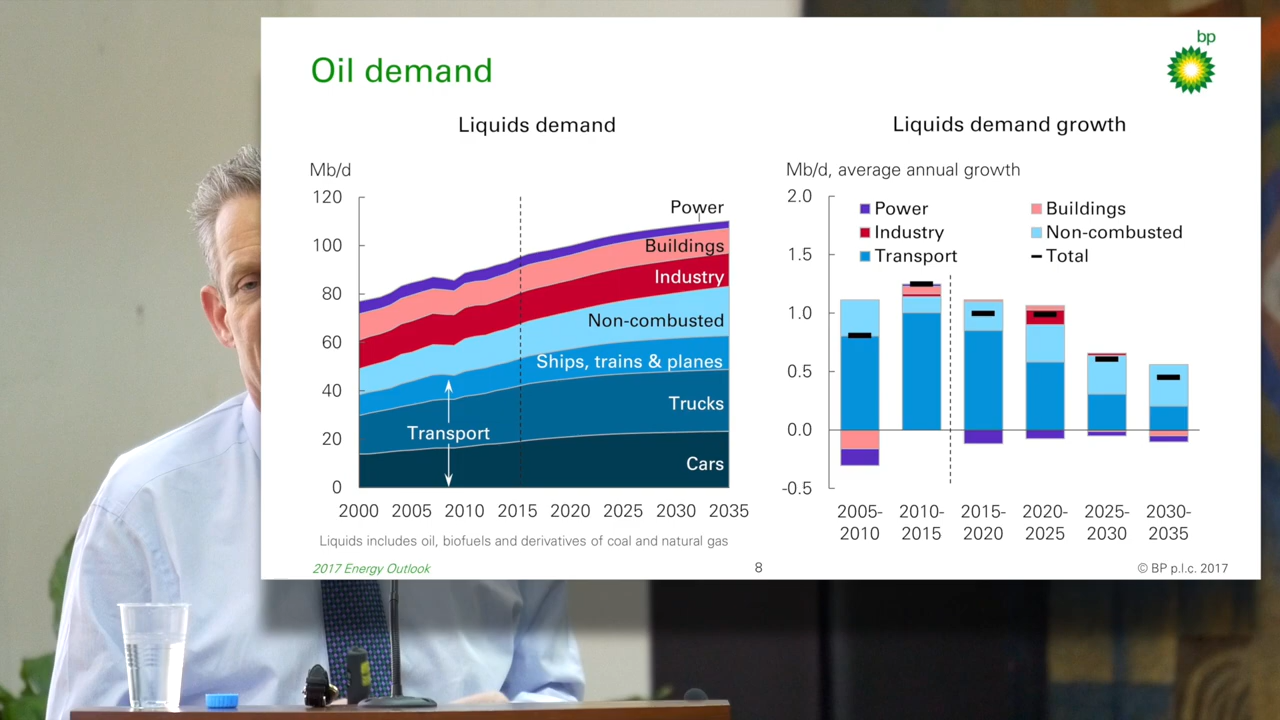 bp
Oil demand
Liquids demand
Mb/d
120
100
80
60
40
20
0
Power
Buildings
Industry
Non-combusted
Ships, trains & planes
Trucks
Transport
Cars
2000 2005 2010 2015 2020 2025 2030 2035
Liquids includes oil, biofuels and derivatives of coal and natural gas
Liquids demand growth
Mb/d, average annual growth
2.0
1.5
1.0
0.5
0.0
-0.5
Power Buildings
Industry Non-combusted
Transport Total
2005- 2010- 2015- 2020- 2025- 2030-
2010 2015 2020 2025 2030 2035
2017 Energy Outlook
8
© BP p.l.c. 2017